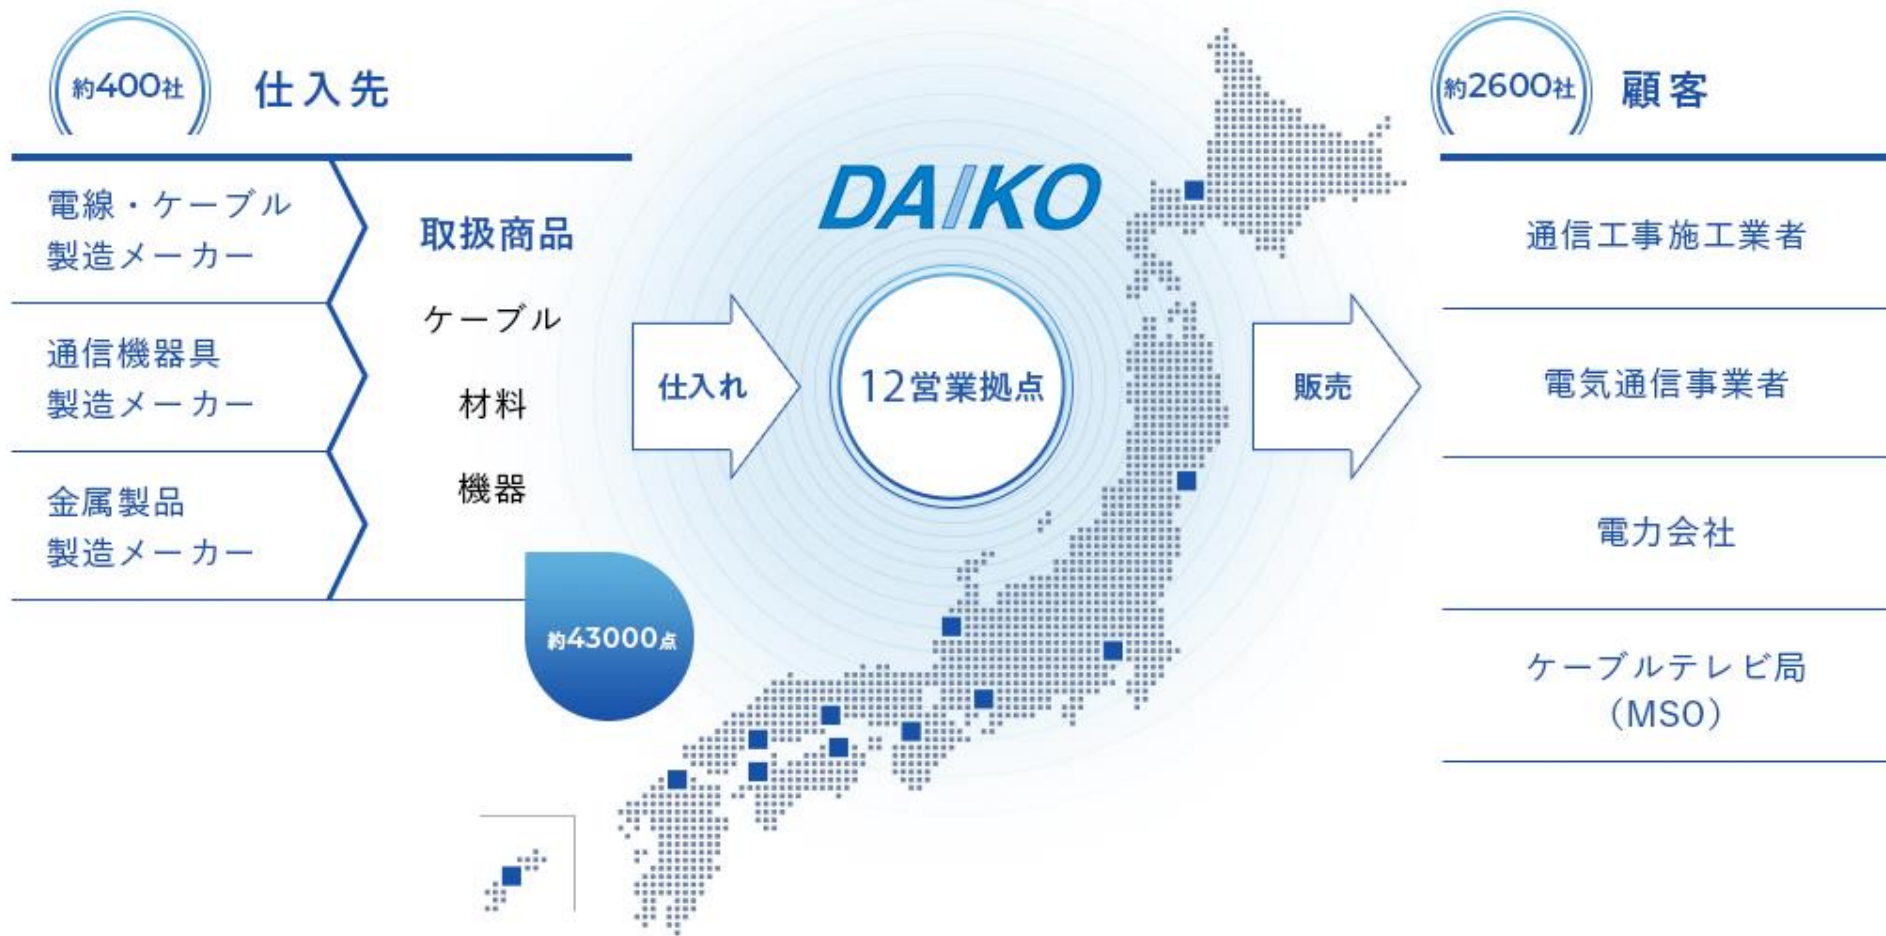 約400社
仕入先
電線・ケーブル
製造メーカー
通信機器具
製造メーカー
金属製品
製造メーカー
取扱商品
ケーブル
材料
機器
約43000点
仕入れ
DAIKO
12営業拠点
販売
約2600社
顧客
通信工事施工業者
電気通信事業者
電力会社
ケーブルテレビ局
（MSO）